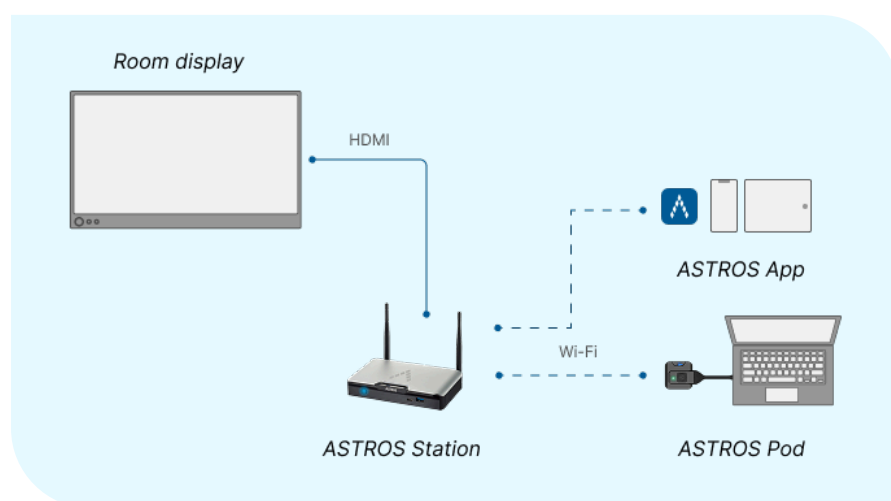 Room display
HDMI
ASTROS App
Wi-Fi
ASTROS Station
ASTROS Pod